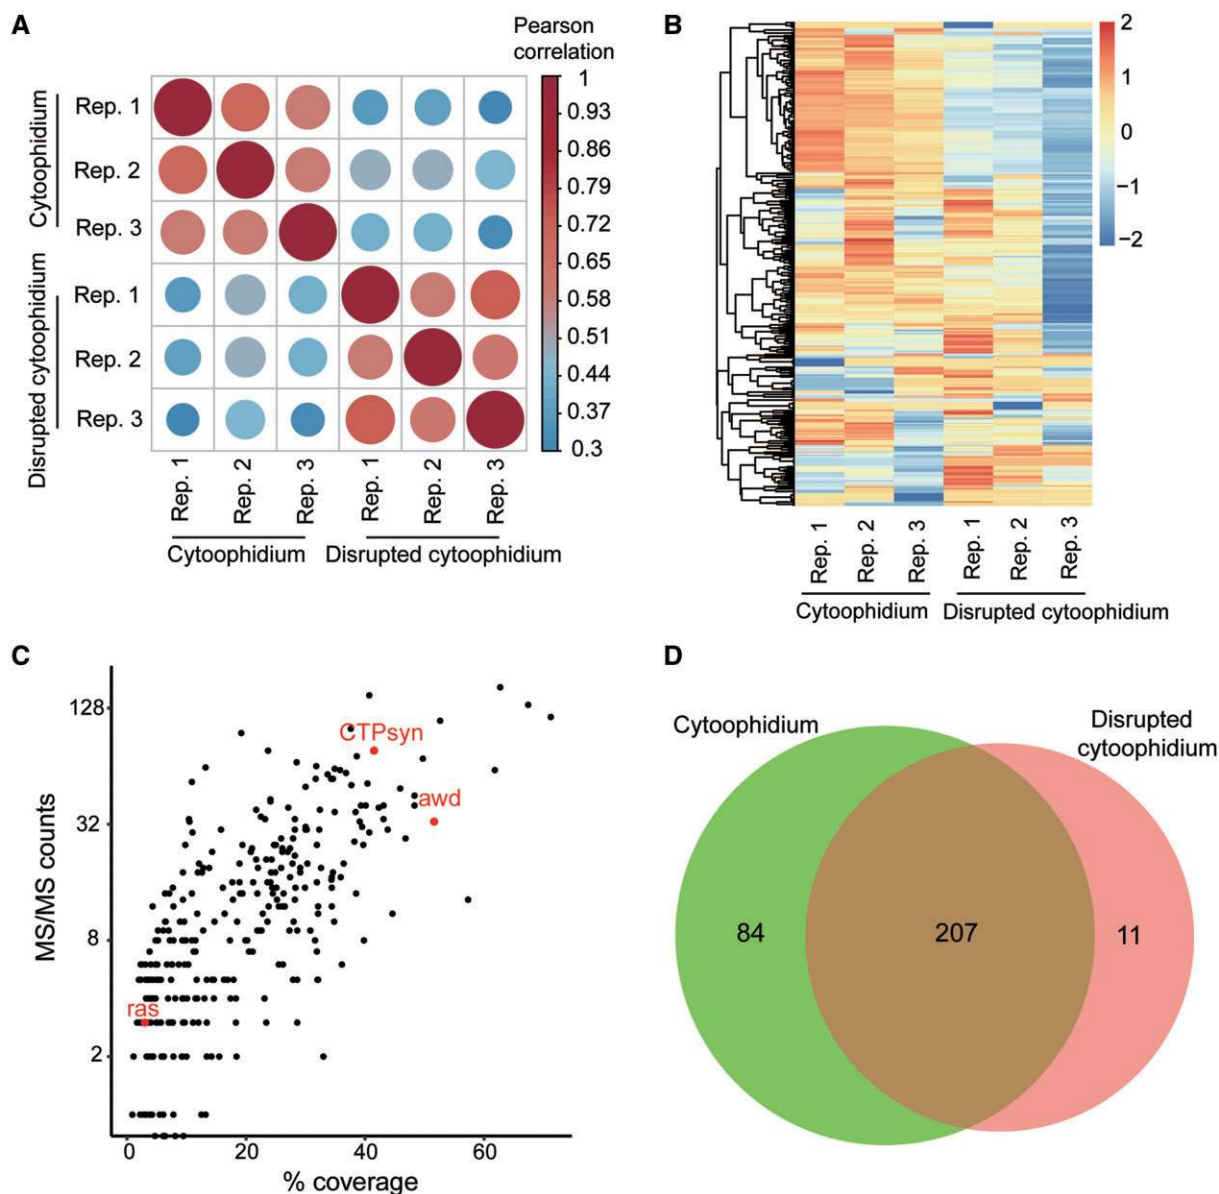 A
Pearson
correlation
Cytoophidium
Disrupted cytoophidium
Rep. 1
Rep. 2
Rep. 3
Rep. 1
Rep. 2
Rep. 3
1
0.93
0.86
0.79
0.72
0.65
0.58
0.51
0.44
0.37
0.3
Rep. 1
Rep. 2
Rep. 3
Rep. 1
Rep. 2
Rep. 3
Cytoophidium
Disrupted cytoophidium
B
2
1
0
−1
−2
Rep. 1
Rep. 2
Rep. 3
Rep. 1
Rep. 2
Rep. 3
Cytoophidium
Disrupted cytoophidium
C
MS/MS counts
128
32
8
2
CTPsyn
awd
ras
0
20
40
60
% coverage
D
Cytoophidium
Disrupted
cytoophidium
84
207
11